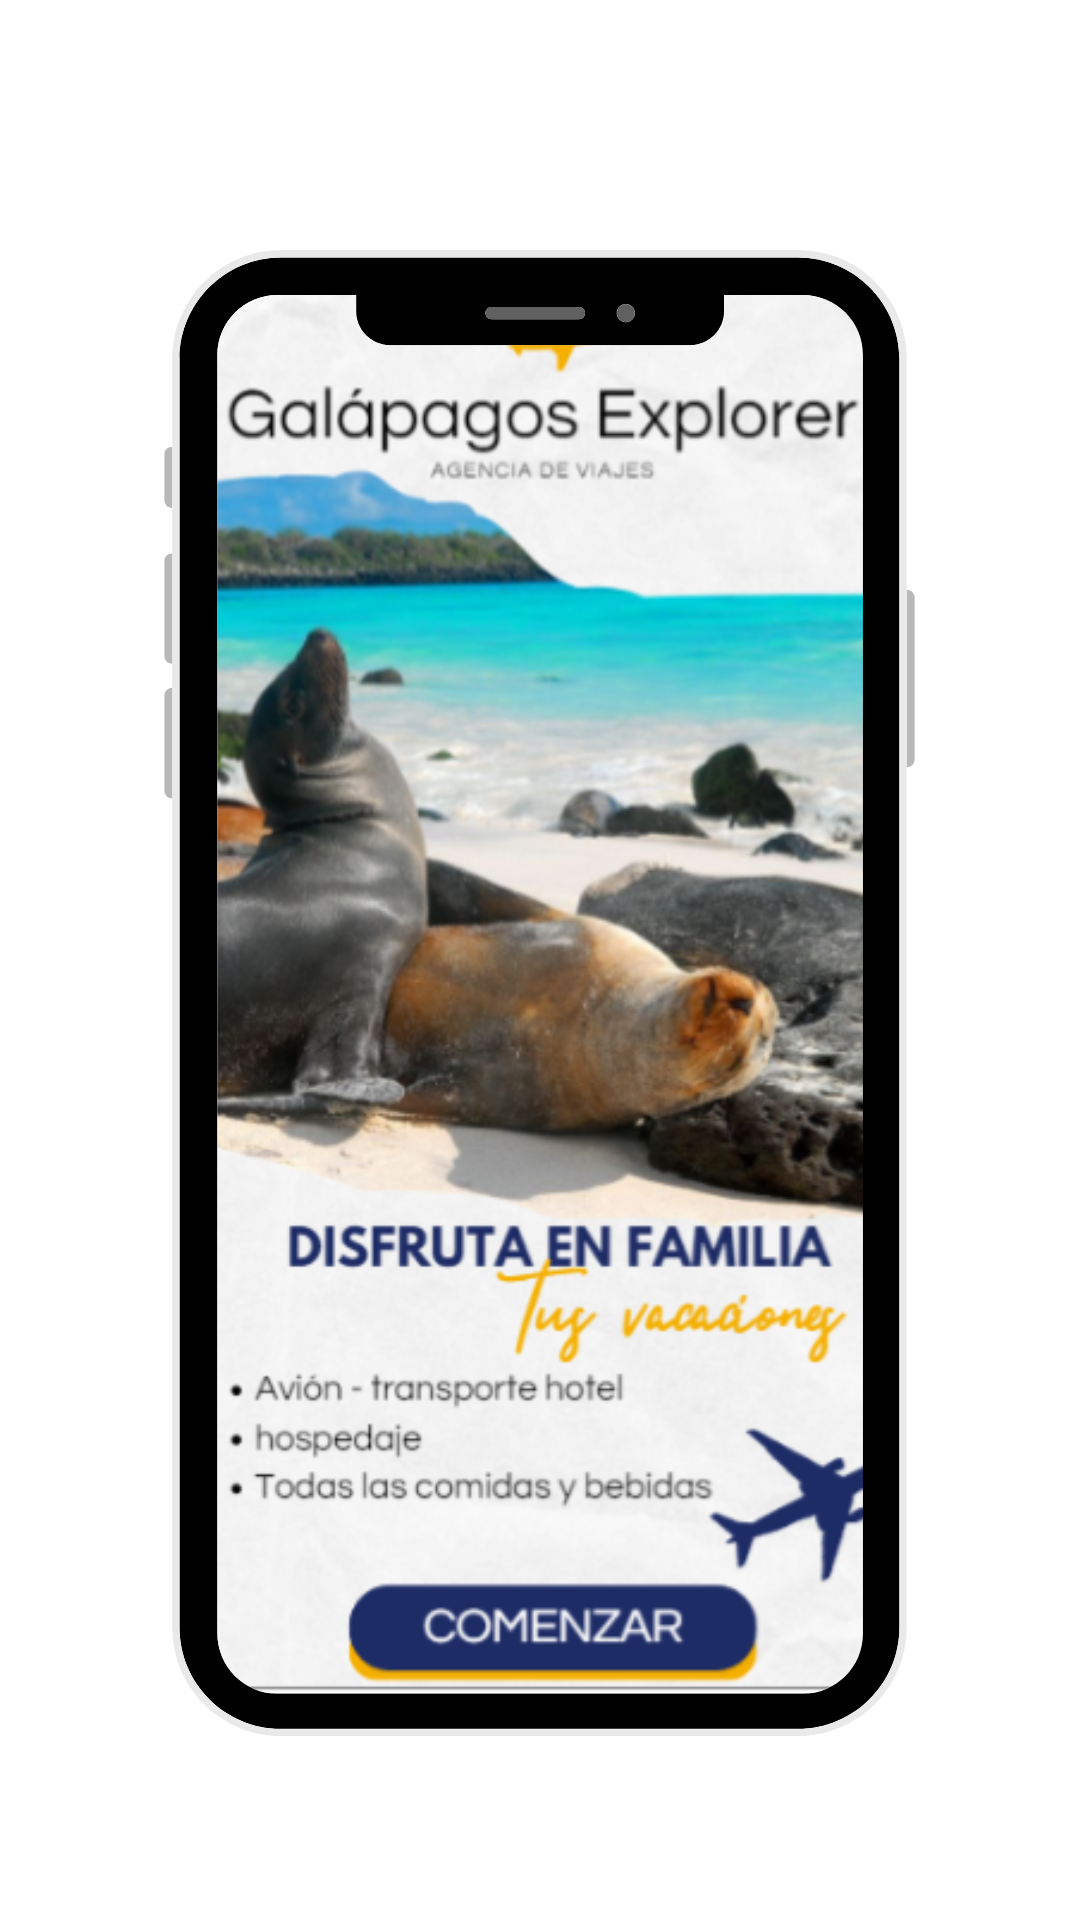 Galápagos Explorer
AGENCIA DE VIAJES
DISFRUTA EN FAMILIA
Tus vacaciones
• Avión - transporte hotel
• hospedaje
• Todas las comidas y bebidas
COMENZAR